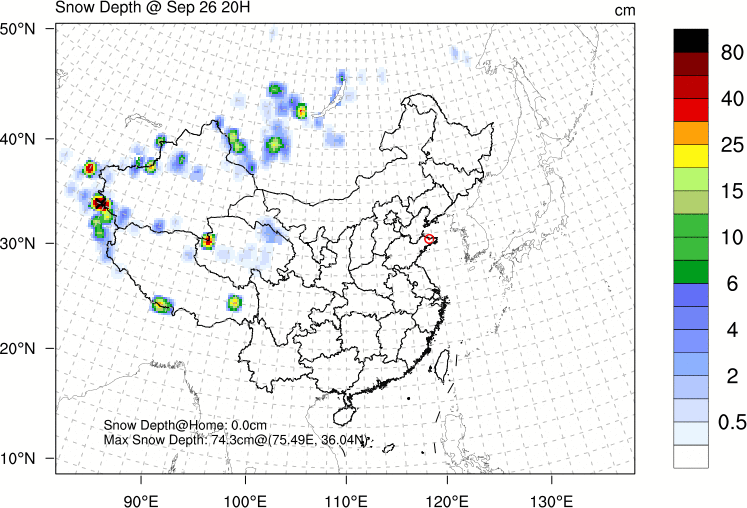 Snow Depth @ Sep 26 20H
cm
50°N
40°N
30°N
20°N
10°N
80
40
25
15
10
6
4
2
0.5
Snow Depth@Home: 0.0cm
Max Snow Depth: 74.3cm@(75.49E, 36.04N)
90°E
100°E
110°E
120°E
130°E